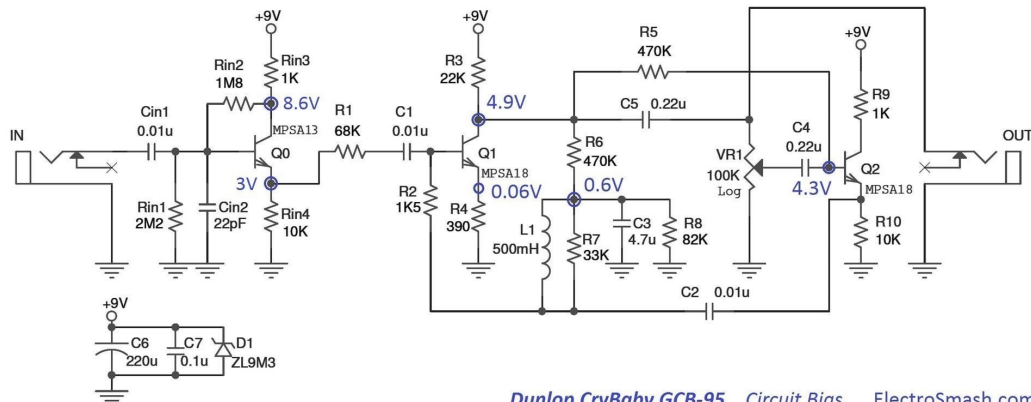 +9V
Rin3
1K
Rin2
1M8
8.6V
MPSA13
Q0
3V
Rin4
10K
IN
Cin1
0.01u
Rin1
2M2
Cin2
22pF
R1
68K
C1
0.01u
+9V
R3
22K
4.9V
Q1
MPSA18
0.06V
R2
1K5
R4
390
R5
470K
C5 0.22u
R6
470K
0.6V
L1
500mH
R7
33K
C3
4.7u
R8
82K
C2 0.01u
VR1
100K
Log
C4
0.22u
4.3V
+9V
R9
1K
Q2
MPSA18
R10
10K
OUT
+9V
C6
220u
C7
0.1u
D1
ZL9M3
Dunlop CryBaby GCB-95 Circuit Bias ElectroSmash.com